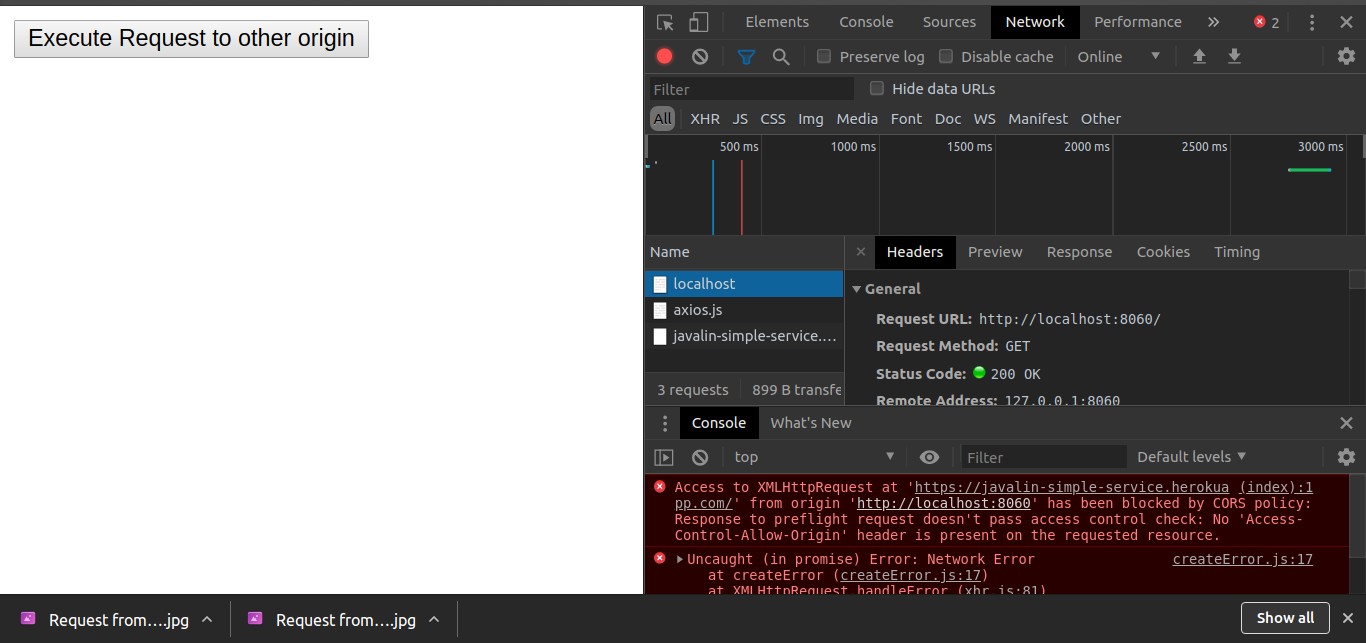 Execute Request to other origin
Elements Console Sources Network Performance 2
Preserve log Disable cache Online
Filter Hide data URLs
All XHR JS CSS Img Media Font Doc WS Manifest Other
500 ms 1000 ms 1500 ms 2000 ms 2500 ms 3000 ms
Name
Headers Preview Response Cookies Timing
localhost
axios.js
javalin-simple-service.…
3 requests 899 B transfe
General
Request URL: http://localhost:8060/
Request Method: GET
Status Code: 200 OK
Remote Address: 127.0.0.1:8060
Console What's New
top Filter Default levels
Access to XMLHttpRequest at 'https://javalin-simple-service.herokua (index):1
pp.com/' from origin 'http://localhost:8060' has been blocked by CORS policy:
Response to preflight request doesn't pass access control check: No 'Access-
Control-Allow-Origin' header is present on the requested resource.
Uncaught (in promise) Error: Network Error createError.js:17
at createError (createError.js:17)
at XMLHttpRequest.handleError (xhr.js:81)
Request from….jpg Request from….jpg Show all